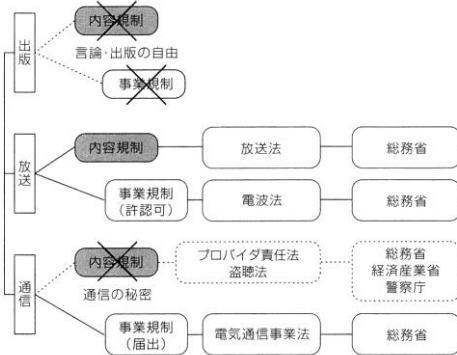 出版
内容規制
言論・出版の自由
事業規制
放送
内容規制
放送法
総務省
事業規制
(許認可)
電波法
総務省
通信
内容規制
通信の秘密
プロバイダ責任法
盗聴法
総務省
経済産業省
警察庁
事業規制
(届出)
電気通信事業法
総務省